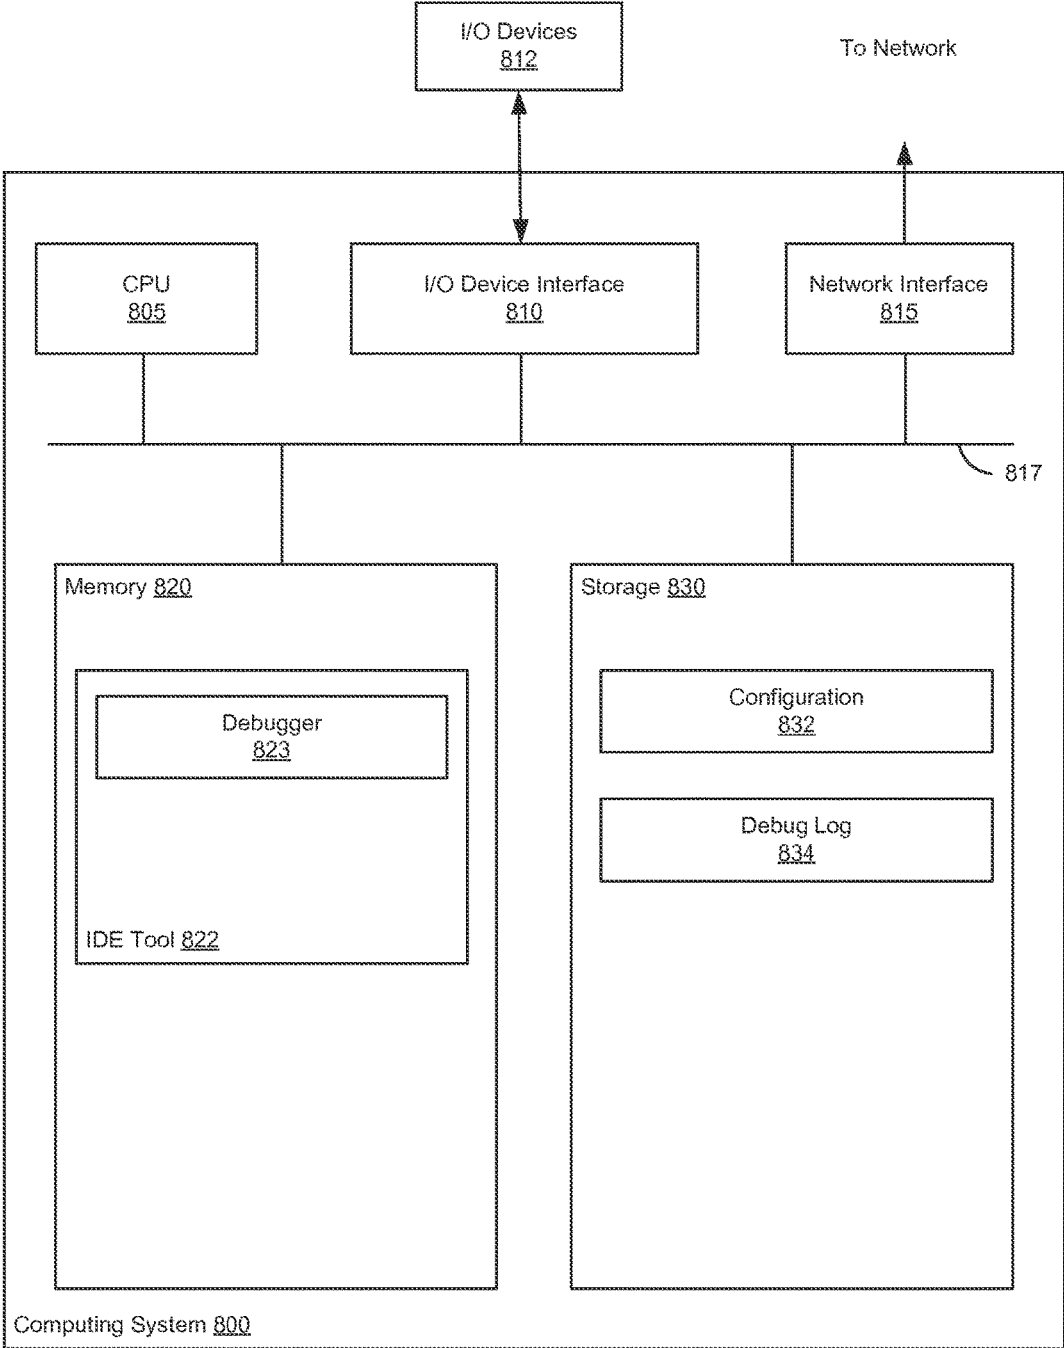 I/O Devices
812
To Network
CPU
805
I/O Device Interface
810
Network Interface
815
817
Memory 820
Debugger
823
IDE Tool 822
Storage 830
Configuration
832
Debug Log
834
Computing System 800